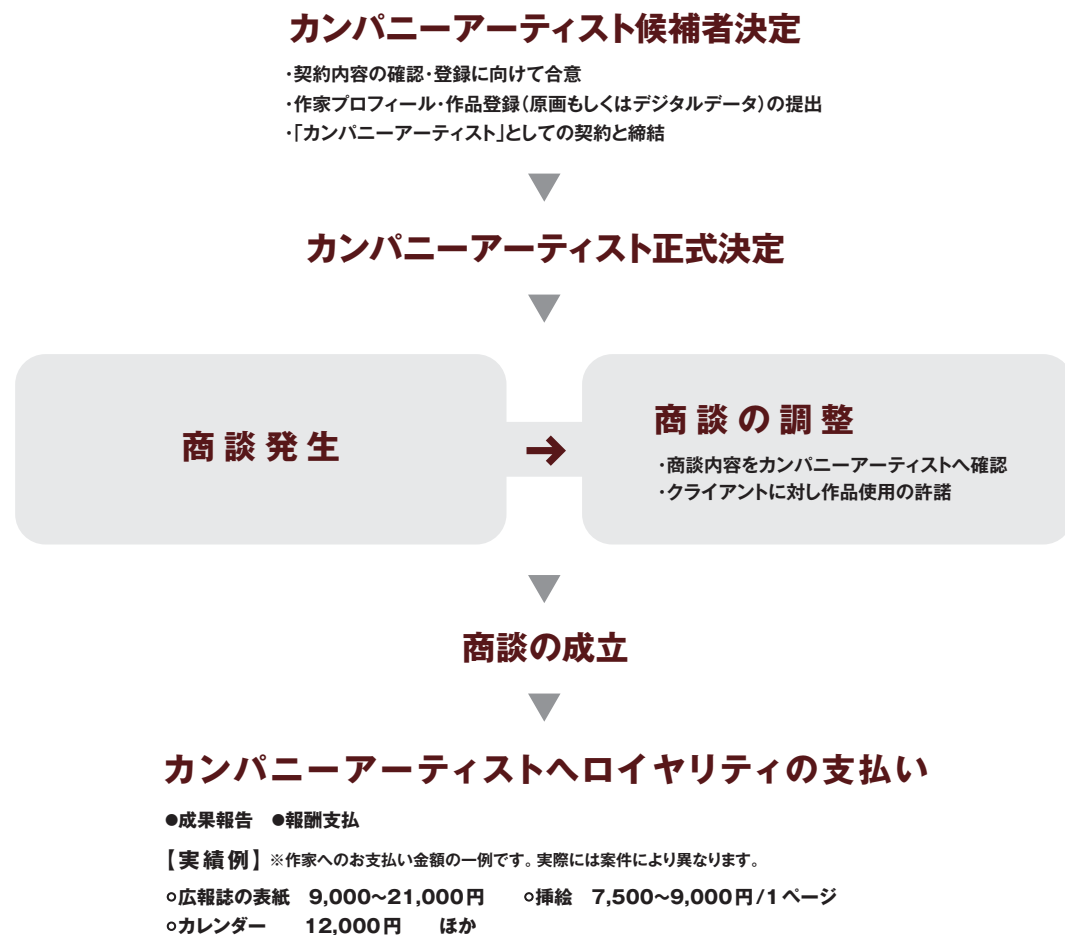 カンパニーアーティスト候補者決定
・契約内容の確認・登録に向けて合意
・作家プロフィール・作品登録（原画もしくはデジタルデータ）の提出
・「カンパニーアーティスト」としての契約と締結
▼
カンパニーアーティスト正式決定
▼
商談発生
➔
商談の調整
・商談内容をカンパニーアーティストへ確認
・クライアントに対し作品使用の許諾
▼
商談の成立
▼
カンパニーアーティストへロイヤリティの支払い
●成果報告　●報酬支払
【実績例】※作家へのお支払い金額の一例です。実際には案件により異なります。
○広報誌の表紙　9,000〜21,000円　　○挿絵　7,500〜9,000円/1ページ
○カレンダー　　12,000円　　ほか